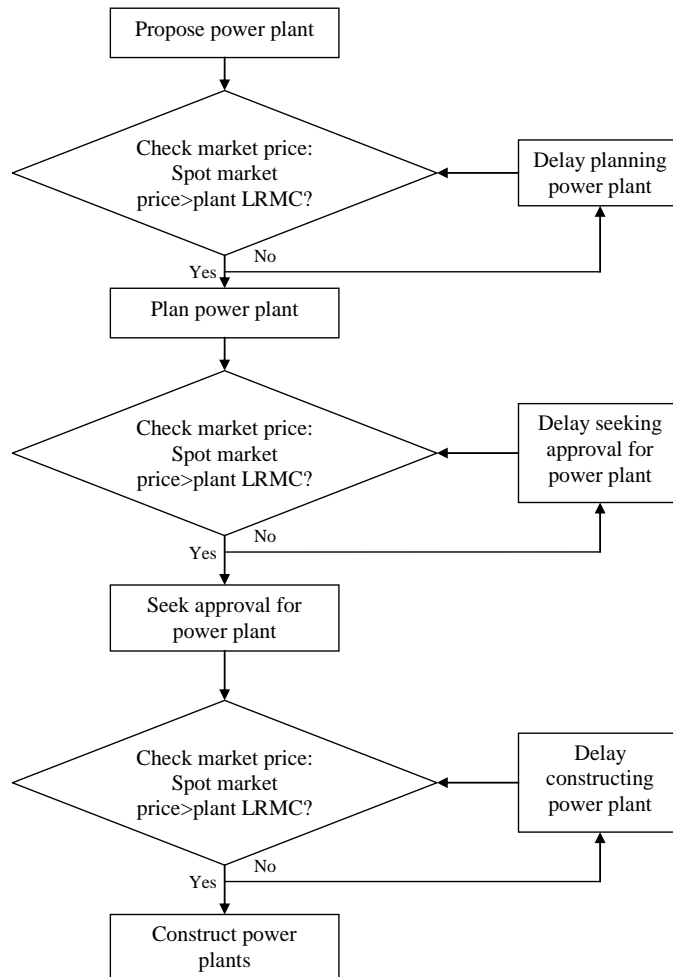 Propose power plant
Check market price:
Spot market
price>plant LRMC?
Delay planning
power plant
No
Yes
Plan power plant
Check market price:
Spot market
price>plant LRMC?
Delay seeking
approval for
power plant
No
Yes
Seek approval for
power plant
Check market price:
Spot market
price>plant LRMC?
Delay
constructing
power plant
No
Yes
Construct power
plants